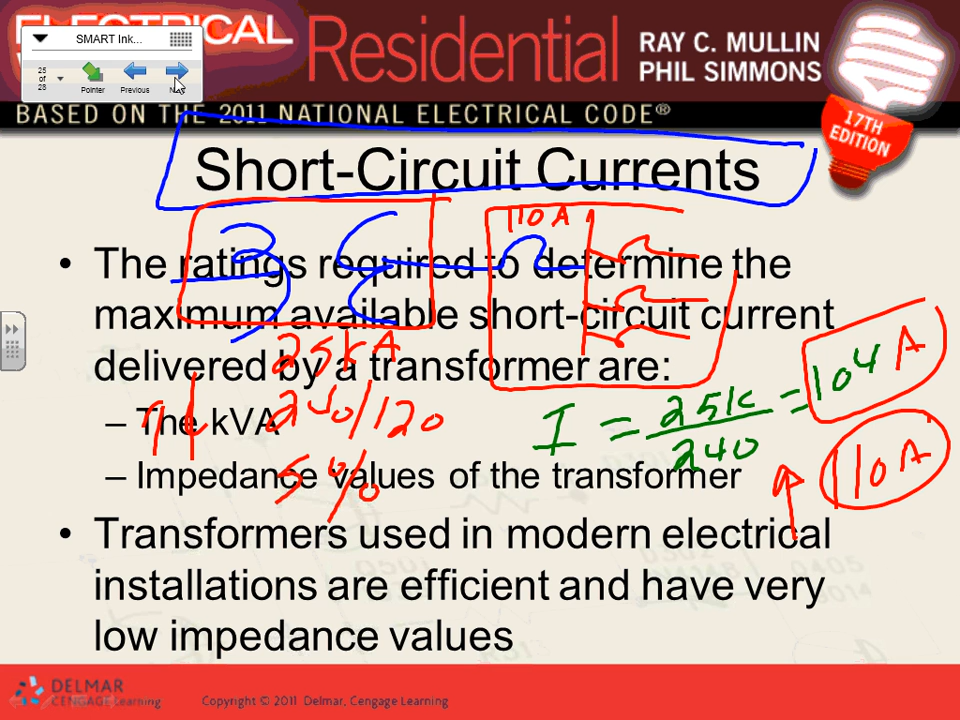 ELECTRICAL
Residential
RAY C. MULLIN
PHIL SIMMONS
SMART Ink...
25
of
28
Pointer
Previous
BASED ON THE 2011 NATIONAL ELECTRICAL CODE®
17TH
EDITION
Short-Circuit Currents
110 A
• The ratings required to determine the
maximum available short-circuit current
delivered by a transformer are:
25kA
104 A
– The kVA
240/120
I = 25K/240 = 104 A
– Impedance values of the transformer
5%
110 A
• Transformers used in modern electrical
installations are efficient and have very
low impedance values
DELMAR
CENGAGE Learning
Copyright © 2011 Delmar, Cengage Learning